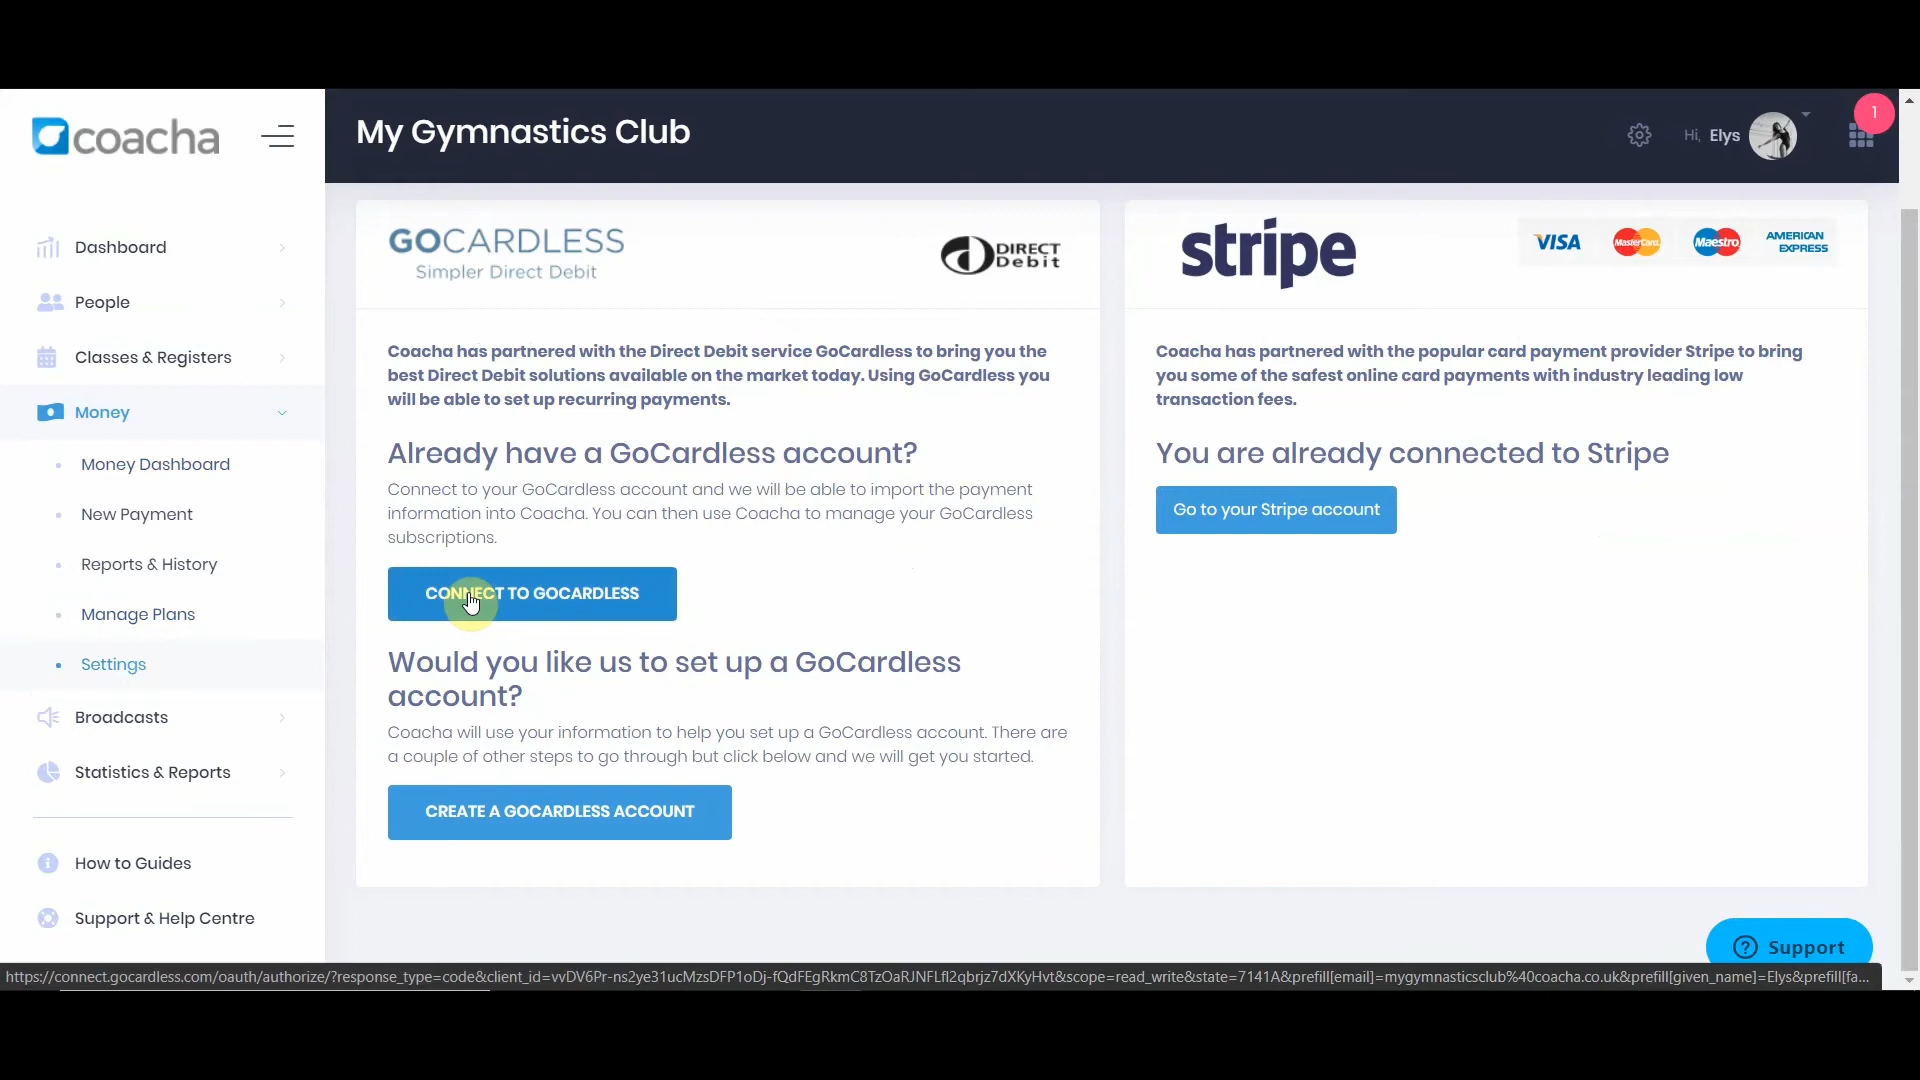 coacha
My Gymnastics Club
Hi, Elys
1
Dashboard
People
Classes & Registers
Money
Money Dashboard
New Payment
Reports & History
Manage Plans
Settings
Broadcasts
Statistics & Reports
How to Guides
Support & Help Centre
GOCARDLESS
Simpler Direct Debit
DIRECT
Debit
Coacha has partnered with the Direct Debit service GoCardless to bring you the
best Direct Debit solutions available on the market today. Using GoCardless you
will be able to set up recurring payments.
Already have a GoCardless account?
Connect to your GoCardless account and we will be able to import the payment
information into Coacha. You can then use Coacha to manage your GoCardless
subscriptions.
CONNECT TO GOCARDLESS
Would you like us to set up a GoCardless
account?
Coacha will use your information to help you set up a GoCardless account. There are
a couple of other steps to go through but click below and we will get you started.
CREATE A GOCARDLESS ACCOUNT
stripe
VISA
MasterCard
Maestro
AMERICAN
EXPRESS
Coacha has partnered with the popular card payment provider Stripe to bring
you some of the safest online card payments with industry leading low
transaction fees.
You are already connected to Stripe
Go to your Stripe account
? Support
https://connect.gocardless.com/oauth/authorize/?response_type=code&client_id=vvDV6Pr-ns2ye31ucMzsDFP1oDj-fQdFEgRkmC8TzOaRJNFLfl2qbrjz7dXKyHvt&scope=read_write&state=7141A&prefill[email]=mygymnasticsclub%40coacha.co.uk&prefill[given_name]=Elys&prefill[fa...